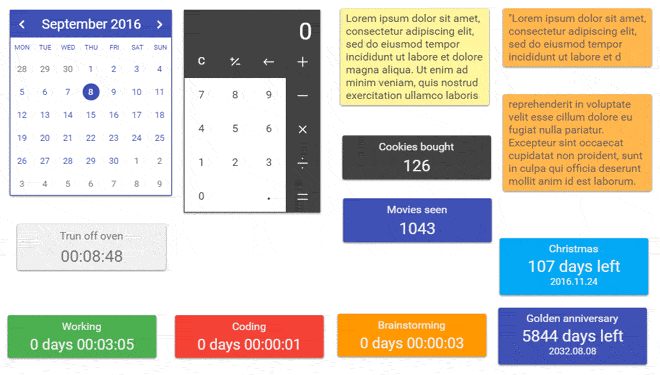 September 2016
MON TUE WED THU FRI SAT SUN
28 29 30 1 2 3 4
5 6 7 8 9 10 11
12 13 14 15 16 17 18
19 20 21 22 23 24 25
26 27 28 29 30 1 2
3 4 5 6 7 8 9
0
C +/- ← +
7 8 9 −
4 5 6 ×
1 2 3 ÷
0 . =
Lorem ipsum dolor sit amet,
consectetur adipiscing elit,
sed do eiusmod tempor
incididunt ut labore et dolore
magna aliqua. Ut enim ad
minim veniam, quis nostrud
exercitation ullamco laboris
"Lorem ipsum dolor sit amet,
consectetur adipiscing elit,
sed do eiusmod tempor
incididunt ut labore et d
reprehenderit in voluptate
velit esse cillum dolore eu
fugiat nulla pariatur.
Excepteur sint occaecat
cupidatat non proident, sunt
in culpa qui officia deserunt
mollit anim id est laborum.
Cookies bought
126
Movies seen
1043
Trun off oven
00:08:48
Christmas
107 days left
2016.11.24
Working
0 days 00:03:05
Coding
0 days 00:00:01
Brainstorming
0 days 00:00:03
Golden anniversary
5844 days left
2032.08.08